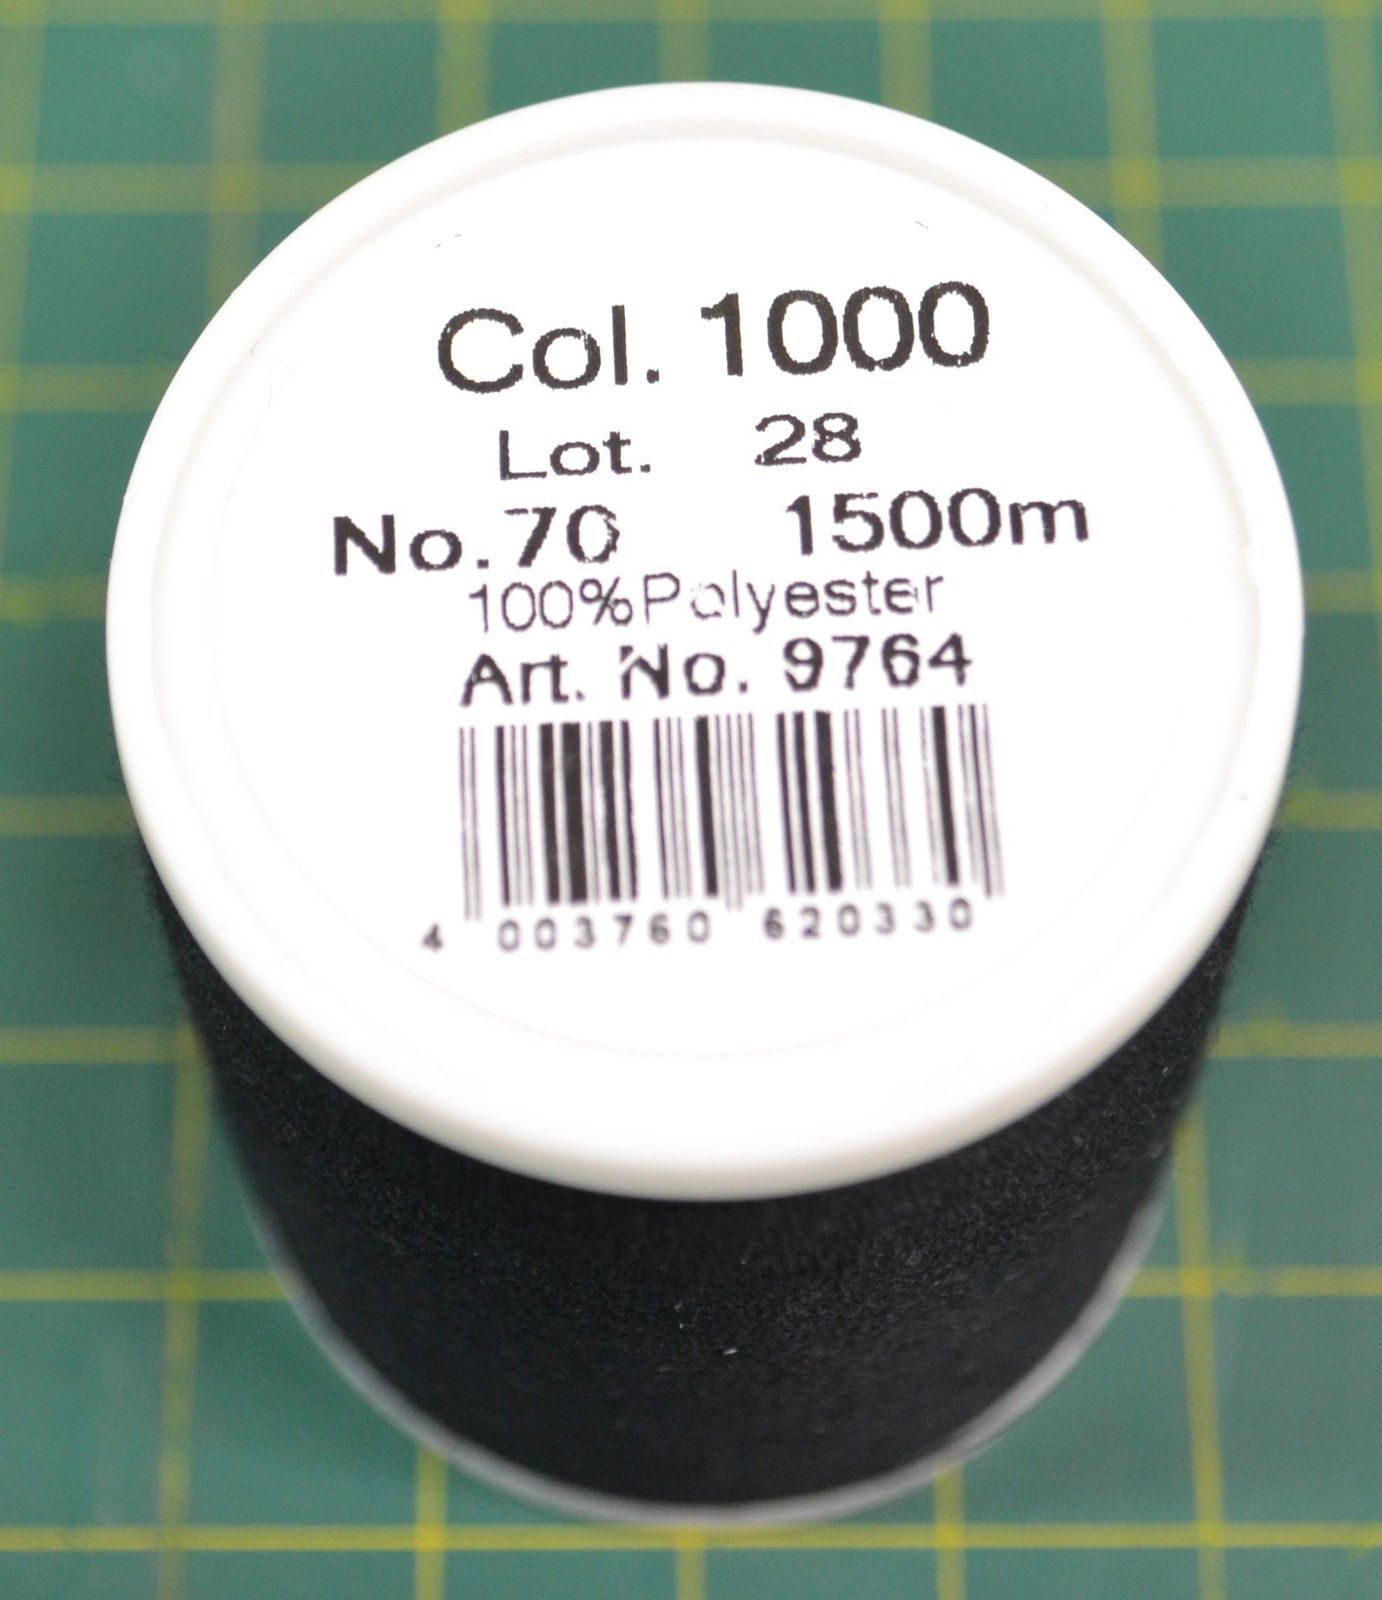 Col. 1000
Lot. 28
No. 70 1500m
100%Polyester
Art. No. 9764
4 003760 620330